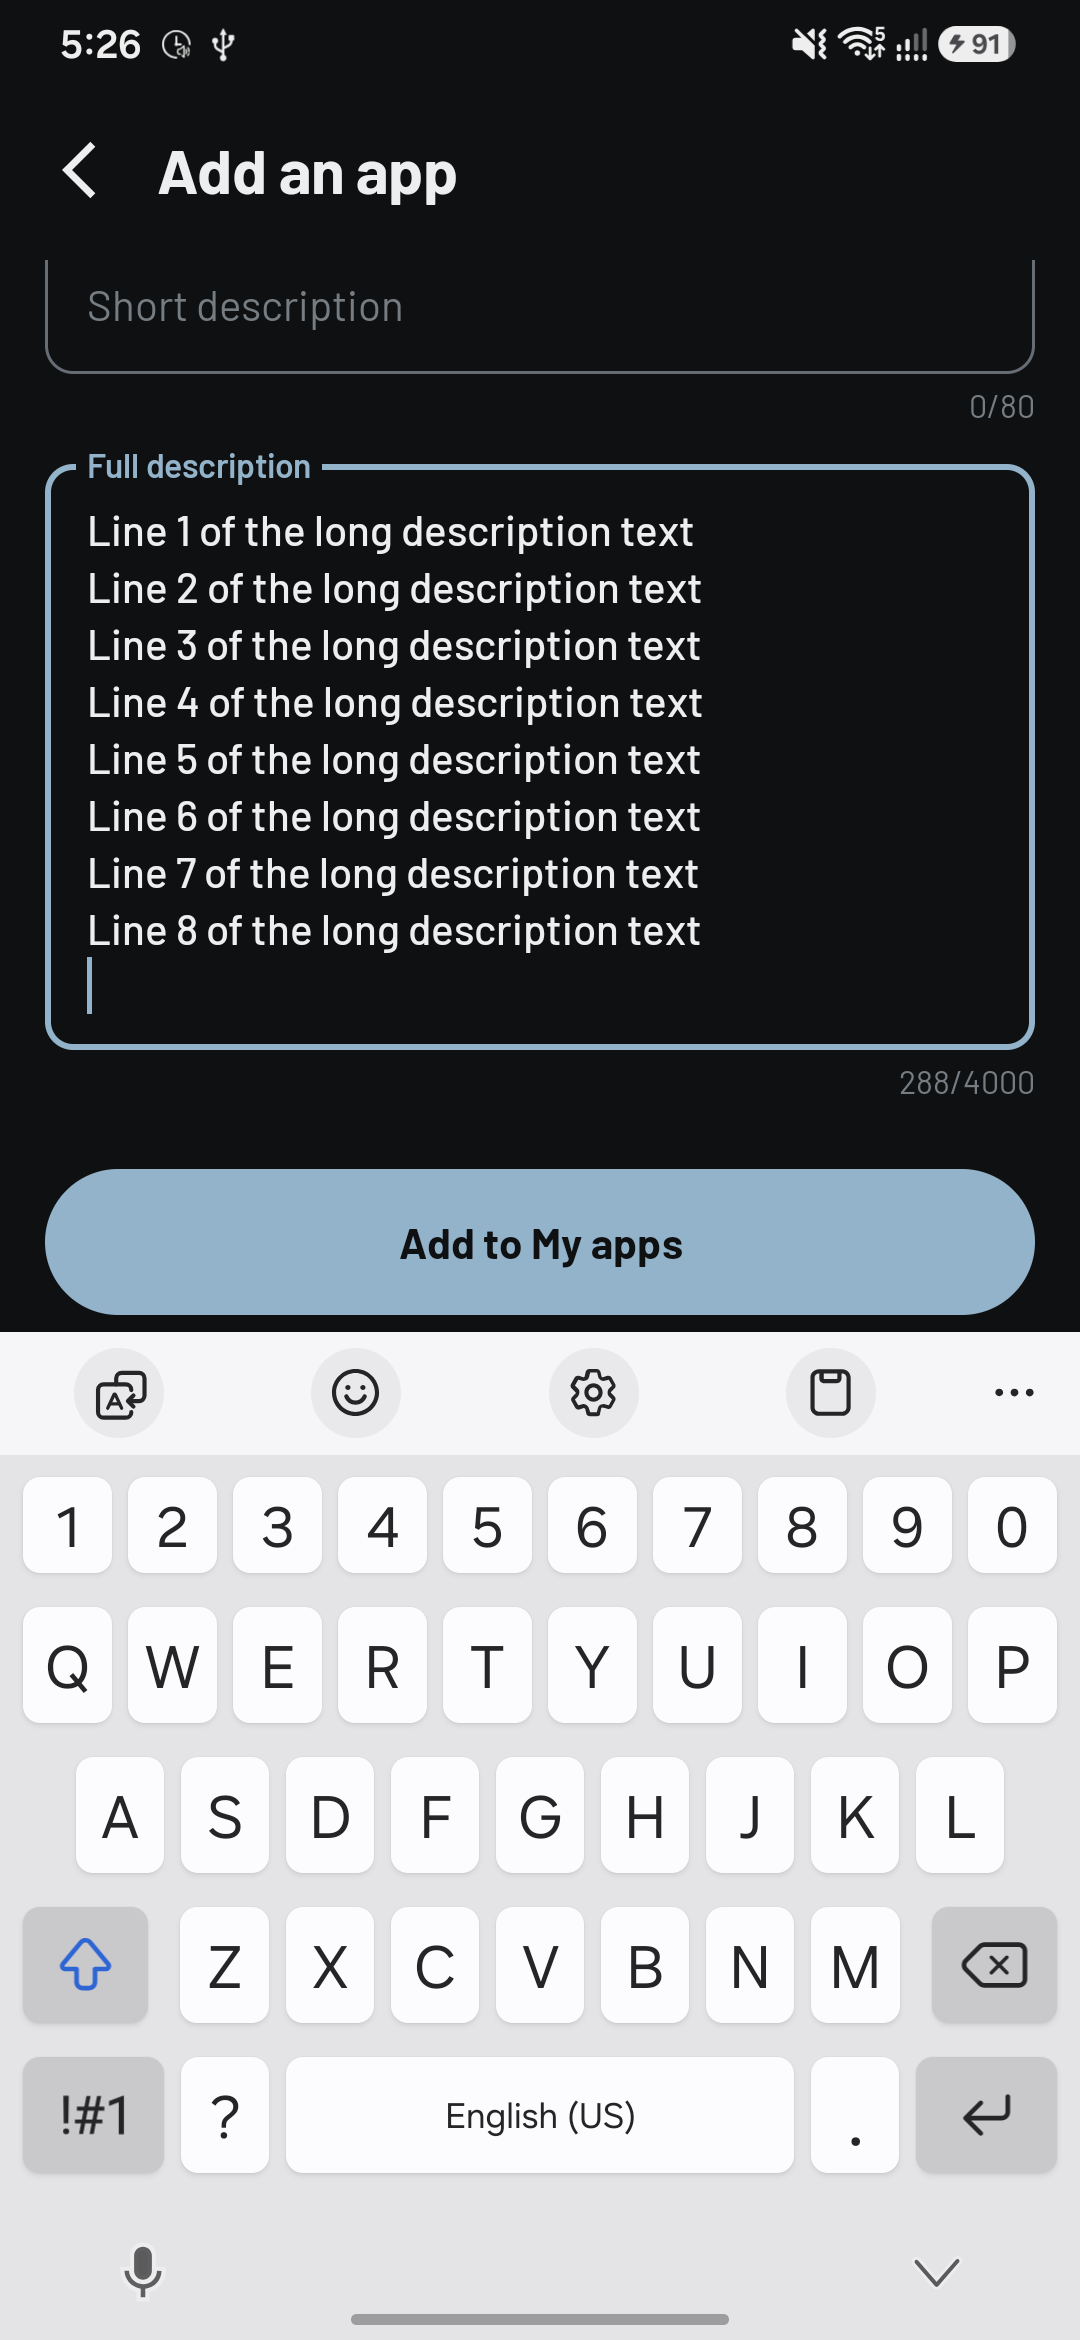 5:26
5
91
Add an app
Short description
0/80
Full description
Line 1 of the long description text
Line 2 of the long description text
Line 3 of the long description text
Line 4 of the long description text
Line 5 of the long description text
Line 6 of the long description text
Line 7 of the long description text
Line 8 of the long description text
288/4000
Add to My apps
A
1 2 3 4 5 6 7 8 9 0
Q W E R T Y U I O P
A S D F G H J K L
Z X C V B N M
!#1 ? English (US) .